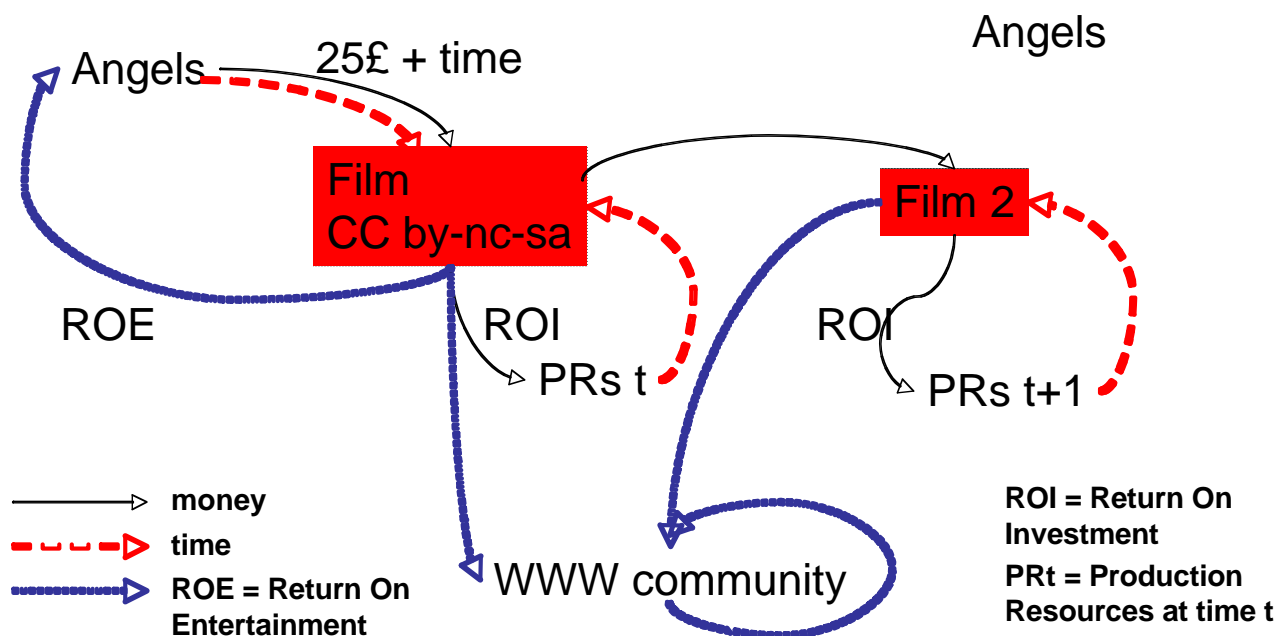 Angels
Angels
25£ + time
Film
CC by-nc-sa
Film 2
ROE
ROI
ROI
PRs t
PRs t+1
money
time
ROE = Return On
Entertainment
WWW community
ROI = Return On
Investment
PRt = Production
Resources at time t